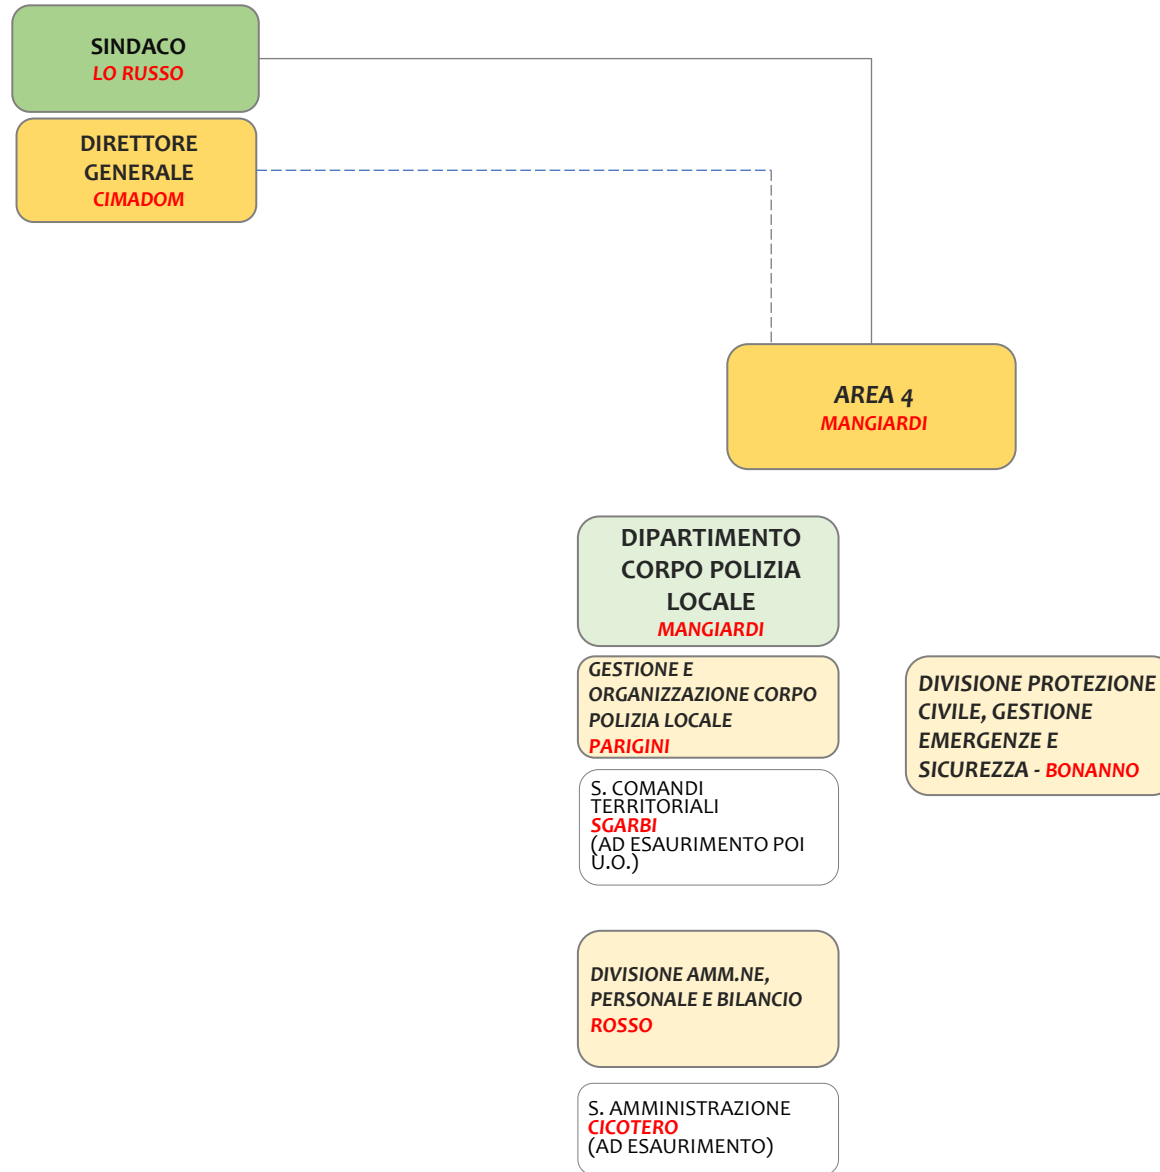 SINDACO
LO RUSSO
DIRETTORE
GENERALE
CIMADOM
AREA 4
MANGIARDI
DIPARTIMENTO
CORPO POLIZIA
LOCALE
MANGIARDI
GESTIONE E
ORGANIZZAZIONE CORPO
POLIZIA LOCALE
PARIGINI
DIVISIONE PROTEZIONE
CIVILE, GESTIONE
EMERGENZE E
SICUREZZA - BONANNO
S. COMANDI
TERRITORIALI
SGARBI
(AD ESAURIMENTO POI
U.O.)
DIVISIONE AMM.NE,
PERSONALE E BILANCIO
ROSSO
S. AMMINISTRAZIONE
CICOTERO
(AD ESAURIMENTO)